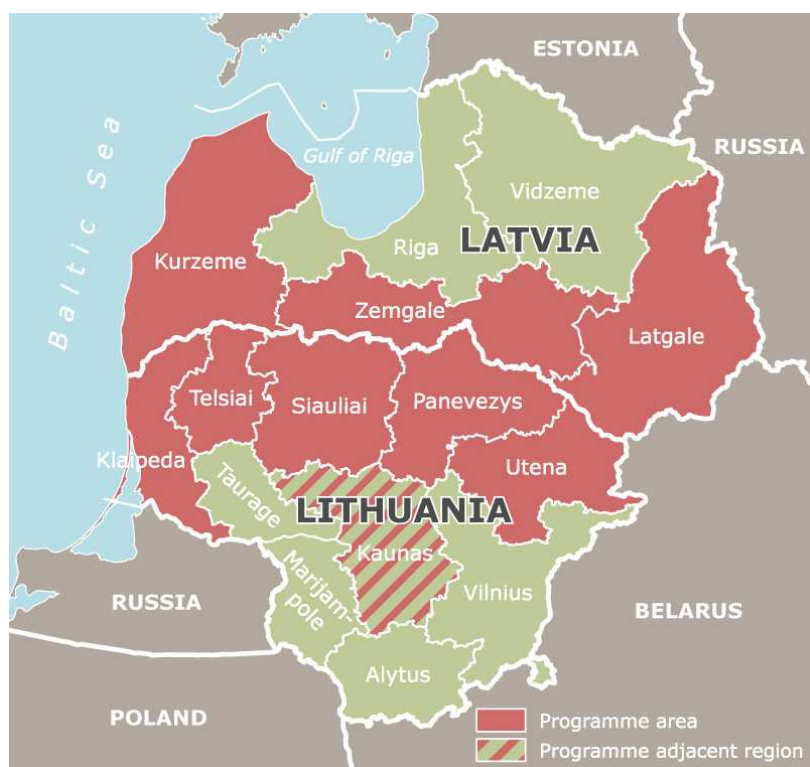 ESTONIA
RUSSIA
Gulf of Riga
Vidzeme
Baltic Sea
Riga
LATVIA
Kurzeme
Zemgale
Latgale
Telsiai
Siauliai
Panevezys
Klaipeda
Utena
Taurage
LITHUANIA
Kaunas
Marijam-
pole
Vilnius
RUSSIA
BELARUS
Alytus
POLAND
Programme area
Programme adjacent region